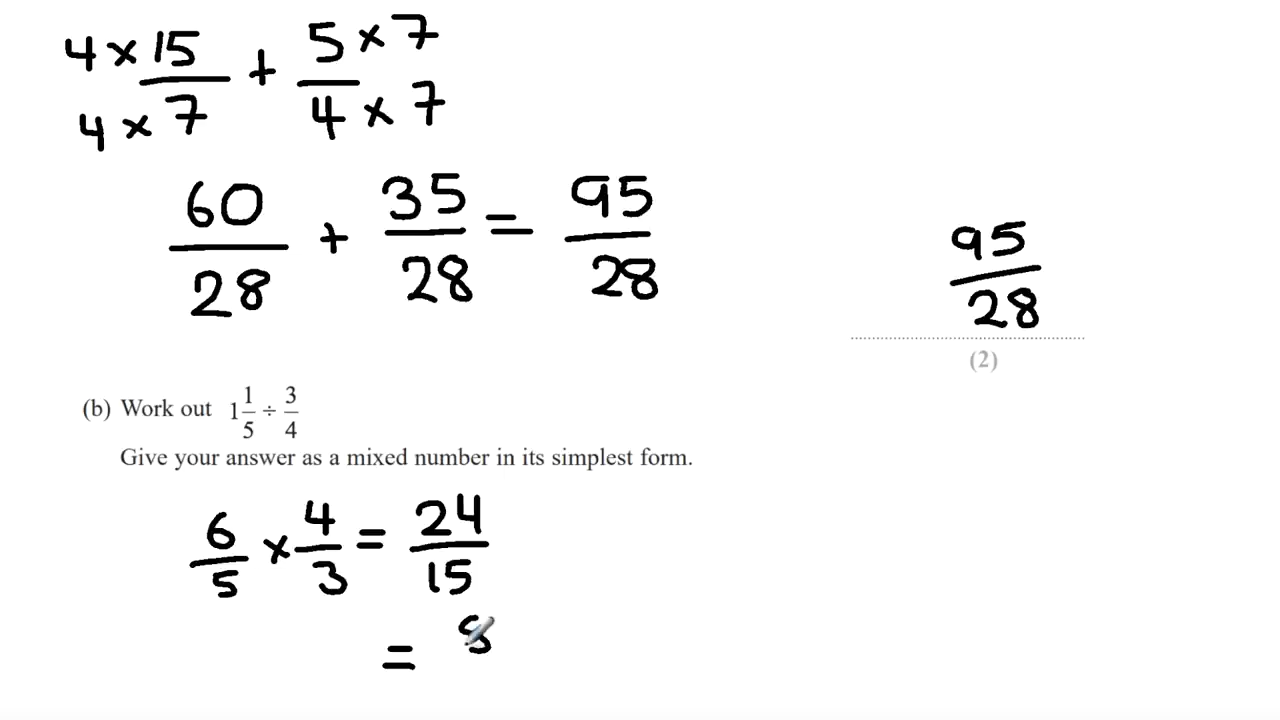 4 × 15/4 × 7 + 5 × 7/4 × 7
60/28 + 35/28 = 95/28
95/28
(2)
(b) Work out 1 1/5 ÷ 3/4
Give your answer as a mixed number in its simplest form.
6/5 × 4/3 = 24/15
= 8